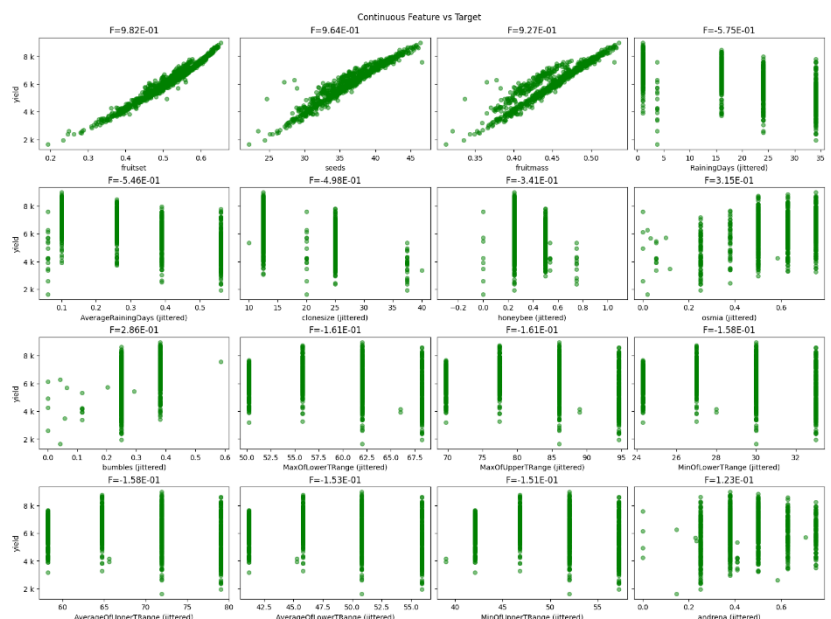 Continuous Feature vs Target
F=9.82E-01 F=9.64E-01 F=9.27E-01 F=-5.75E-01
8 k
6 k
yield
4 k
2 k
0.2 0.3 0.4 0.5 0.6 25 30 35 40 45 0.35 0.40 0.45 0.50 0 5 10 15 20 25 30 35
fruitset seeds fruitmass RainingDays (jittered)
F=-5.46E-01 F=-4.98E-01 F=-3.41E-01 F=3.15E-01
8 k
6 k
yield
4 k
2 k
0.1 0.2 0.3 0.4 0.5 10 15 20 25 30 35 40 -0.2 0.0 0.2 0.4 0.6 0.8 1.0 0.0 0.2 0.4 0.6
AverageRainingDays (jittered) clonesize (jittered) honeybee (jittered) osmia (jittered)
F=2.86E-01 F=-1.61E-01 F=-1.61E-01 F=-1.58E-01
8 k
6 k
yield
4 k
2 k
0.0 0.1 0.2 0.3 0.4 0.5 0.6 50.0 52.5 55.0 57.5 60.0 62.5 65.0 67.5 70 75 80 85 90 95 24 26 28 30 32
bumbles (jittered) MaxOfLowerTRange (jittered) MaxOfUpperTRange (jittered) MinOfLowerTRange (jittered)
F=-1.58E-01 F=-1.53E-01 F=-1.51E-01 F=1.23E-01
8 k
6 k
yield
4 k
2 k
60 65 70 75 80 42.5 45.0 47.5 50.0 52.5 55.0 40 45 50 55 0.0 0.2 0.4 0.6
AverageOfUpperTRange (jittered) AverageOfLowerTRange (jittered) MinOfUpperTRange (jittered) andrena (jittered)